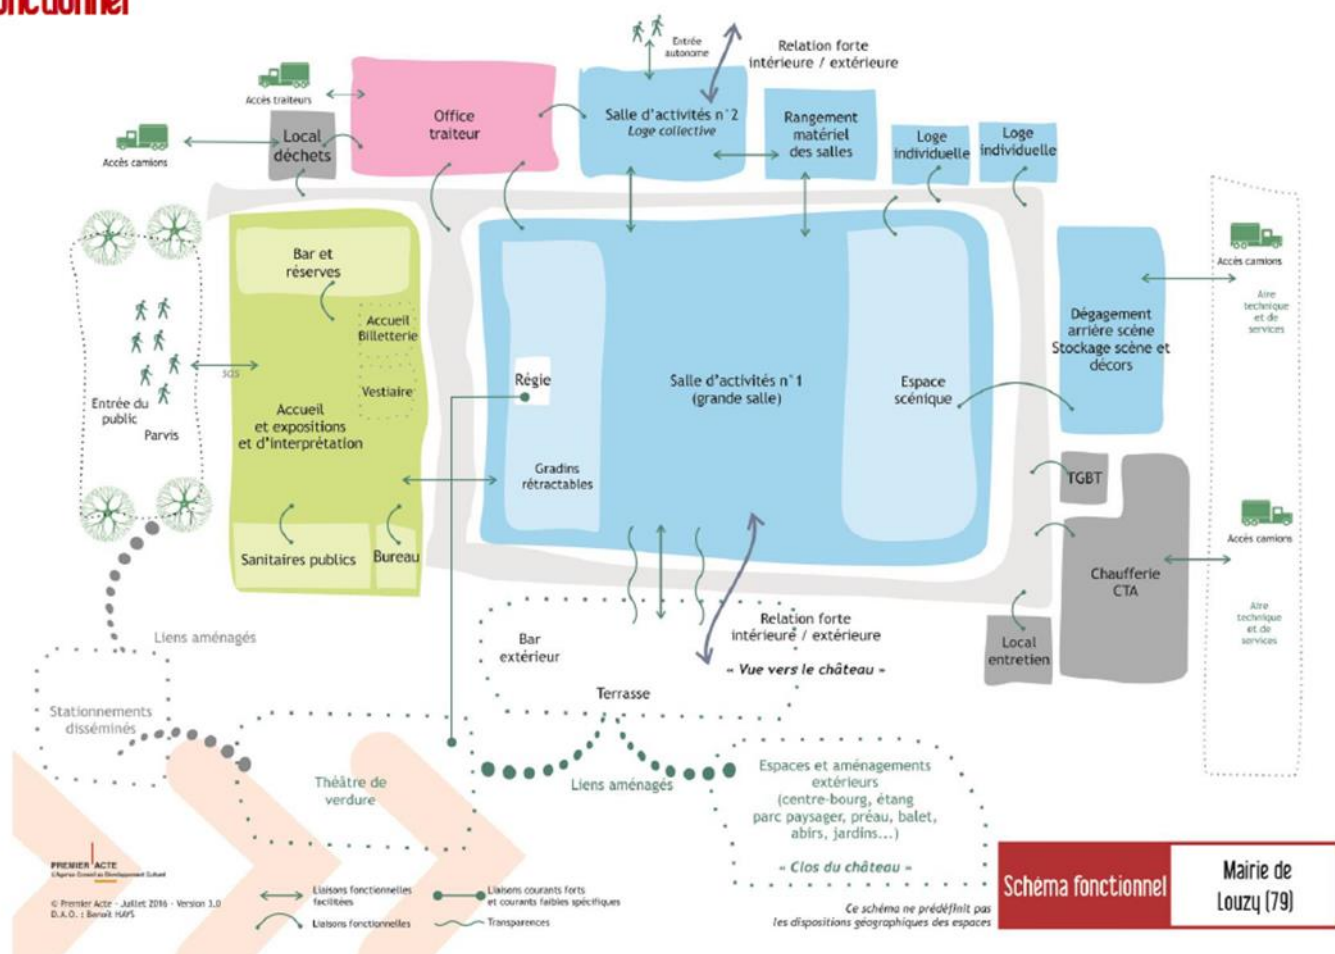 onctionnel
Entrée
autonome
Relation forte
intérieure / extérieure
Accès traiteurs
Accès camions
Local
déchets
Office
traiteur
Salle d'activités n°2
Loge collective
Rangement
matériel
des salles
Loge
individuelle
Loge
individuelle
Bar et
réserves
Accueil
Billetterie
Vestiaire
sas
Entrée du
public
Parvis
Accueil
et expositions
et d'interprétation
Sanitaires publics
Bureau
Régie
Gradins
rétractables
Salle d'activités n°1
(grande salle)
Espace
scénique
Dégagement
arrière scène
Stockage scène et
décors
Accès camions
Aire
technique
et de
services
TGBT
Chaufferie
CTA
Accès camions
Aire
technique
et de
services
Local
entretien
Liens aménagés
Bar
extérieur
Terrasse
Relation forte
intérieure / extérieure
« Vue vers le château »
Stationnements
disséminés
Théâtre de
verdure
Liens aménagés
Espaces et aménagements
extérieurs
(centre-bourg, étang
parc paysager, préau, balet,
abirs, jardins...)
« Clos du château »
PREMIER ACTE
L'Agence Conseil au Développement Culturel
© Premier Acte - Juillet 2016 - Version 3.0
D.A.O. : Benoît HAYS
Liaisons fonctionnelles
facilitées
Liaisons fonctionnelles
Liaisons courants forts
et courants faibles spécifiques
Transparences
Ce schéma ne prédéfinit pas
les dispositions géographiques des espaces
Schéma fonctionnel
Mairie de
Louzy (79)